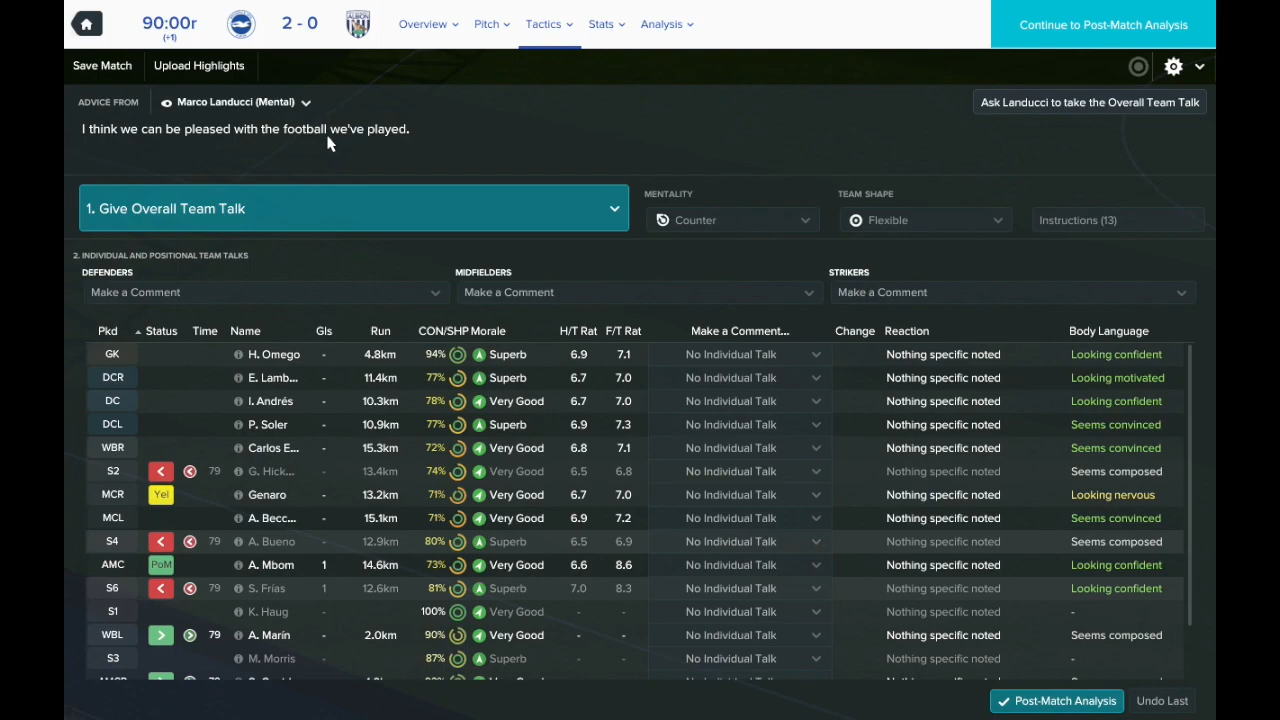 90:00r
(+1)
2 - 0
ALBION
Overview Pitch Tactics Stats Analysis
Continue to Post-Match Analysis
Save Match Upload Highlights
ADVICE FROM Marco Landucci (Mental)
Ask Landucci to take the Overall Team Talk
I think we can be pleased with the football we've played.
1. Give Overall Team Talk
MENTALITY TEAM SHAPE
Counter Flexible Instructions (13)
2. INDIVIDUAL AND POSITIONAL TEAM TALKS
DEFENDERS MIDFIELDERS STRIKERS
Make a Comment Make a Comment Make a Comment
Pkd Status Time Name Gls Run CON/SHP Morale H/T Rat F/T Rat Make a Comment... Change Reaction Body Language
GK H. Omego - 4.8km 94% Superb 6.9 7.1 No Individual Talk Nothing specific noted Looking confident
DCR E. Lamb... - 11.4km 77% Superb 6.7 7.0 No Individual Talk Nothing specific noted Looking motivated
DC I. Andrés - 10.3km 78% Very Good 6.7 7.0 No Individual Talk Nothing specific noted Looking confident
DCL P. Soler - 10.9km 77% Superb 6.9 7.3 No Individual Talk Nothing specific noted Seems convinced
WBR Carlos E... - 15.3km 72% Very Good 6.8 7.1 No Individual Talk Nothing specific noted Seems convinced
S2 79 G. Hick... - 13.4km 74% Very Good 6.5 6.8 No Individual Talk Nothing specific noted Seems composed
MCR Yel Genaro - 13.2km 71% Very Good 6.7 7.0 No Individual Talk Nothing specific noted Looking nervous
MCL A. Becc... - 15.1km 71% Very Good 6.9 7.2 No Individual Talk Nothing specific noted Seems convinced
S4 79 A. Bueno - 12.9km 80% Superb 6.5 6.9 No Individual Talk Nothing specific noted Seems composed
AMC PoM A. Mbom 1 14.6km 73% Very Good 6.6 8.6 No Individual Talk Nothing specific noted Looking confident
S6 79 S. Frías 1 12.6km 81% Superb 7.0 8.3 No Individual Talk Nothing specific noted Looking confident
S1 K. Haug - 100% Very Good - - No Individual Talk Nothing specific noted -
WBL 79 A. Marín - 2.0km 90% Very Good - - No Individual Talk Nothing specific noted Seems composed
S3 M. Morris - 87% Superb - - No Individual Talk Nothing specific noted -
Post-Match Analysis Undo Last